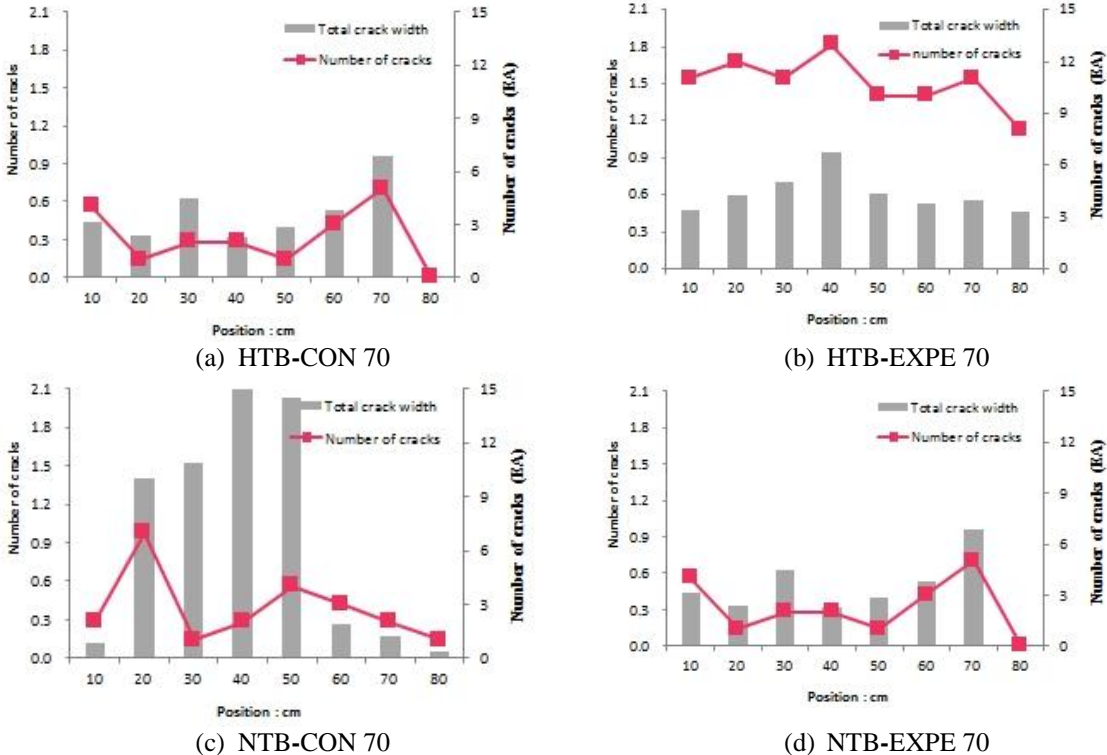 2.1
1.8
1.5
1.2
0.9
0.6
0.3
0.0
Number of cracks
15
12
9
6
3
0
Number of cracks (EA)
Total crack width
Number of cracks
10 20 30 40 50 60 70 80
Position : cm
(a) HTB-CON 70
2.1
1.8
1.5
1.2
0.9
0.6
0.3
0.0
Number of cracks
15
12
9
6
3
0
Number of cracks (EA)
Total crack width
number of cracks
10 20 30 40 50 60 70 80
Position : cm
(b) HTB-EXPE 70
2.1
1.8
1.5
1.2
0.9
0.6
0.3
0.0
Number of cracks
15
12
9
6
3
0
Number of cracks (EA)
Total crack width
Number of cracks
10 20 30 40 50 60 70 80
Position : cm
(c) NTB-CON 70
2.1
1.8
1.5
1.2
0.9
0.6
0.3
0.0
Number of cracks
15
12
9
6
3
0
Number of cracks (EA)
Total crack width
Number of cracks
10 20 30 40 50 60 70 80
Position : cm
(d) NTB-EXPE 70